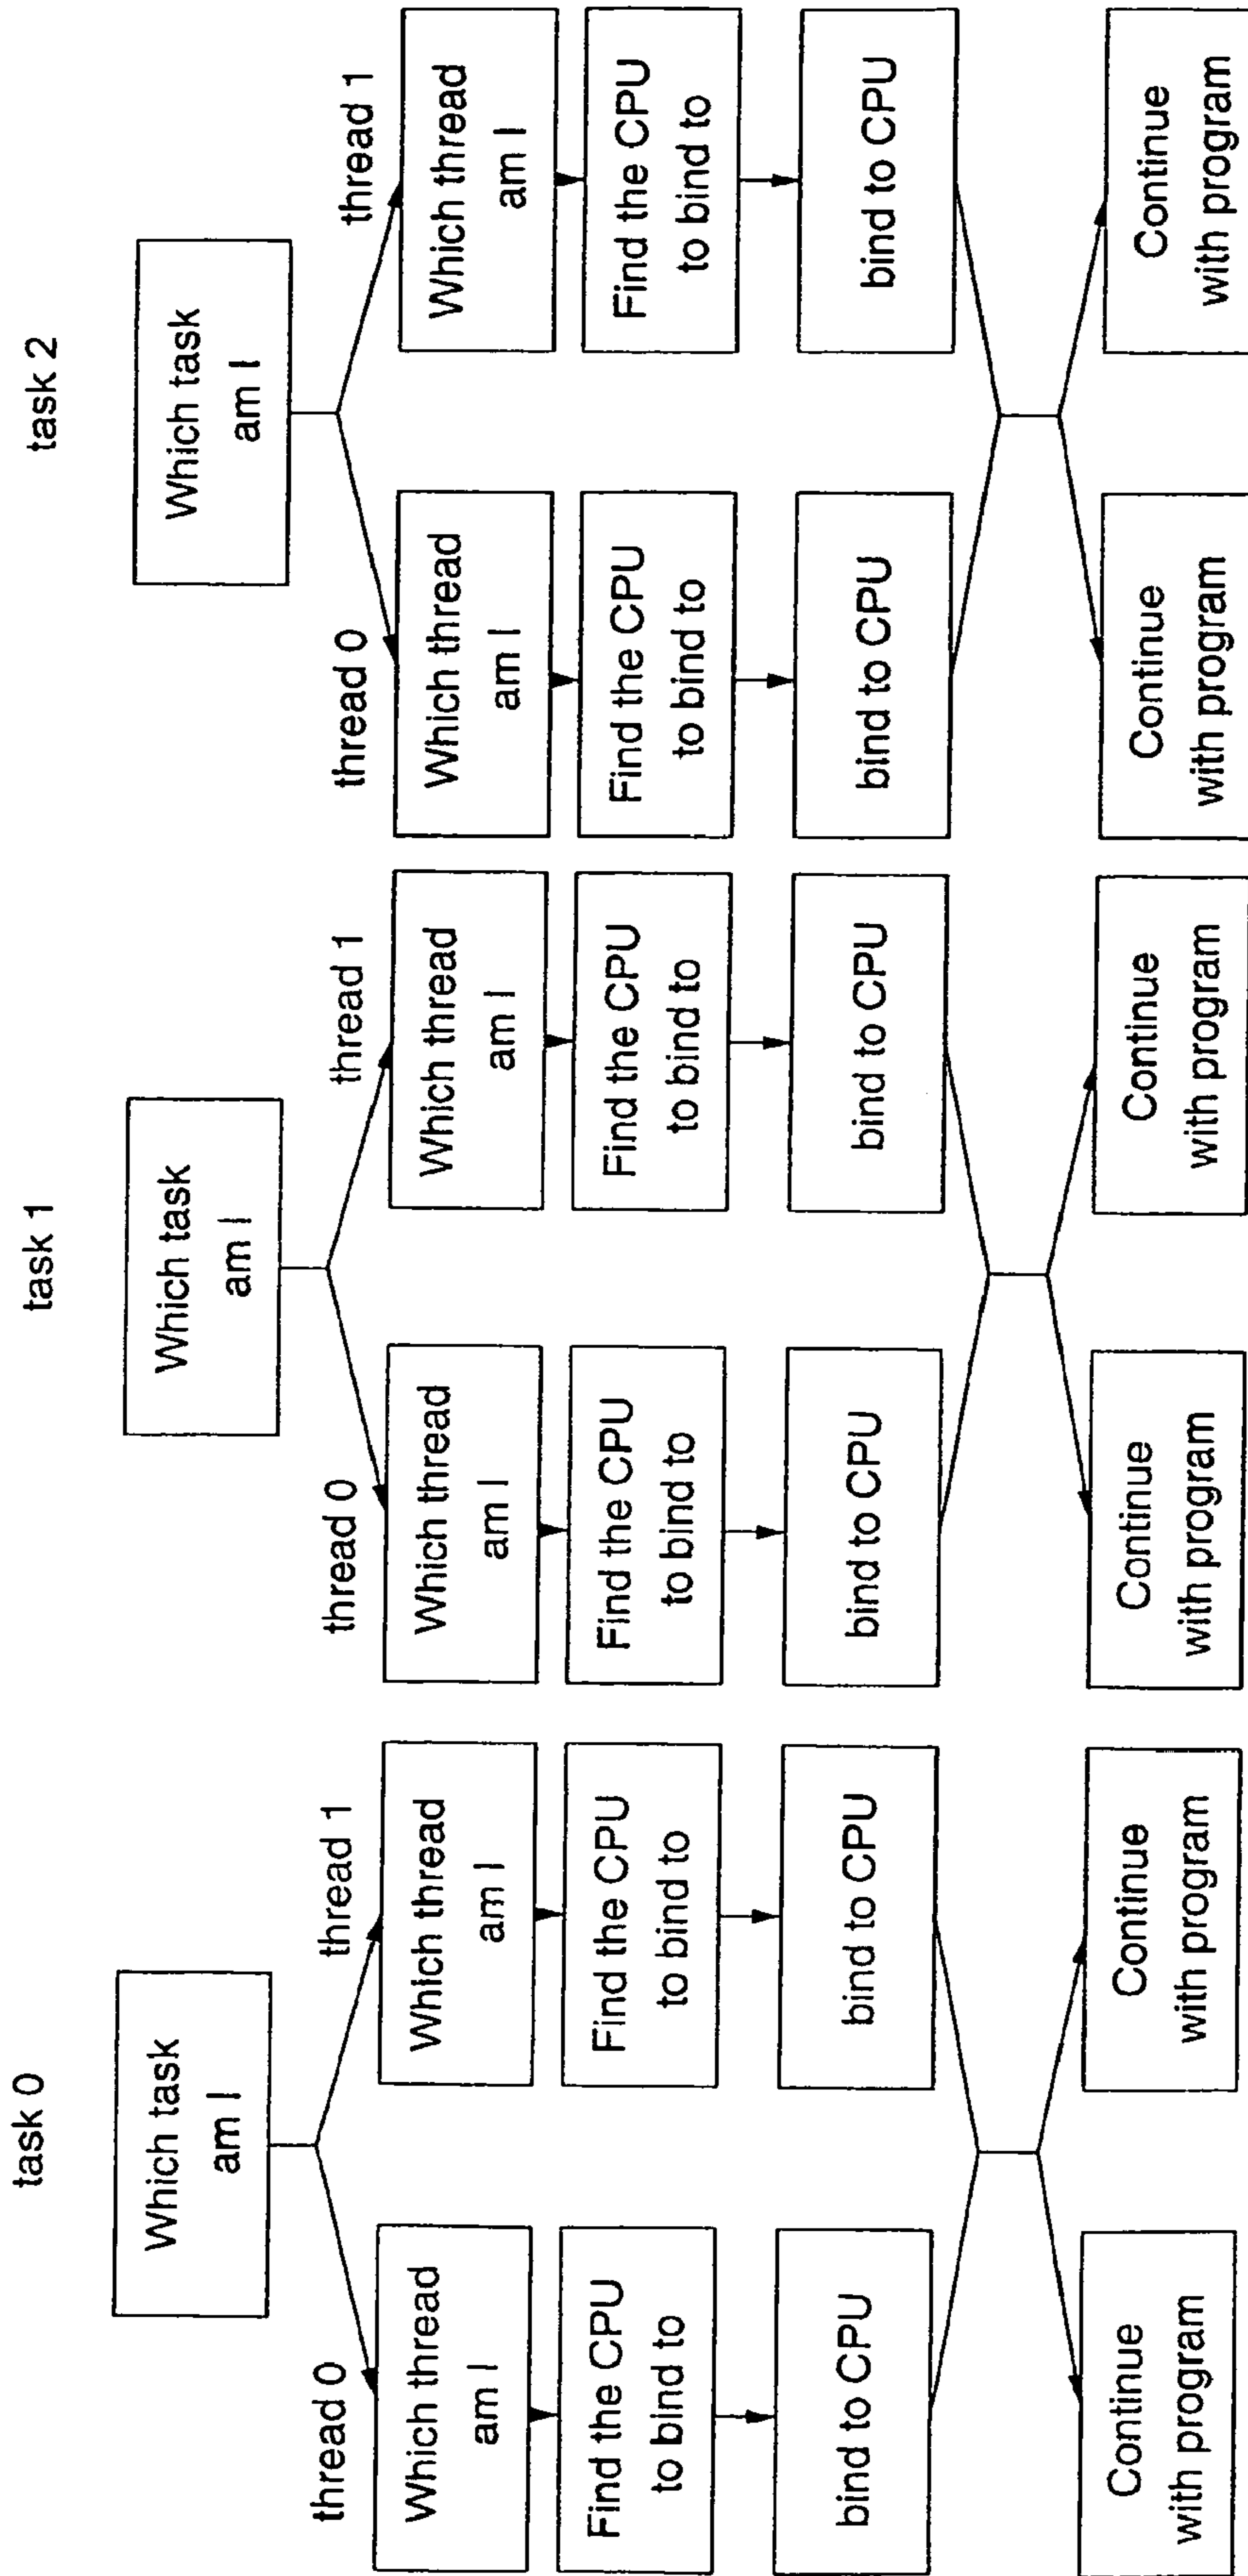 task 0
task 1
task 2
Which task
am I
Which task
am I
Which task
am I
thread 0
thread 1
thread 0
thread 1
thread 0
thread 1
Which thread
am I
Which thread
am I
Which thread
am I
Which thread
am I
Which thread
am I
Which thread
am I
Find the CPU
to bind to
Find the CPU
to bind to
Find the CPU
to bind to
Find the CPU
to bind to
Find the CPU
to bind to
Find the CPU
to bind to
bind to CPU
bind to CPU
bind to CPU
bind to CPU
bind to CPU
bind to CPU
Continue
with program
Continue
with program
Continue
with program
Continue
with program
Continue
with program
Continue
with program